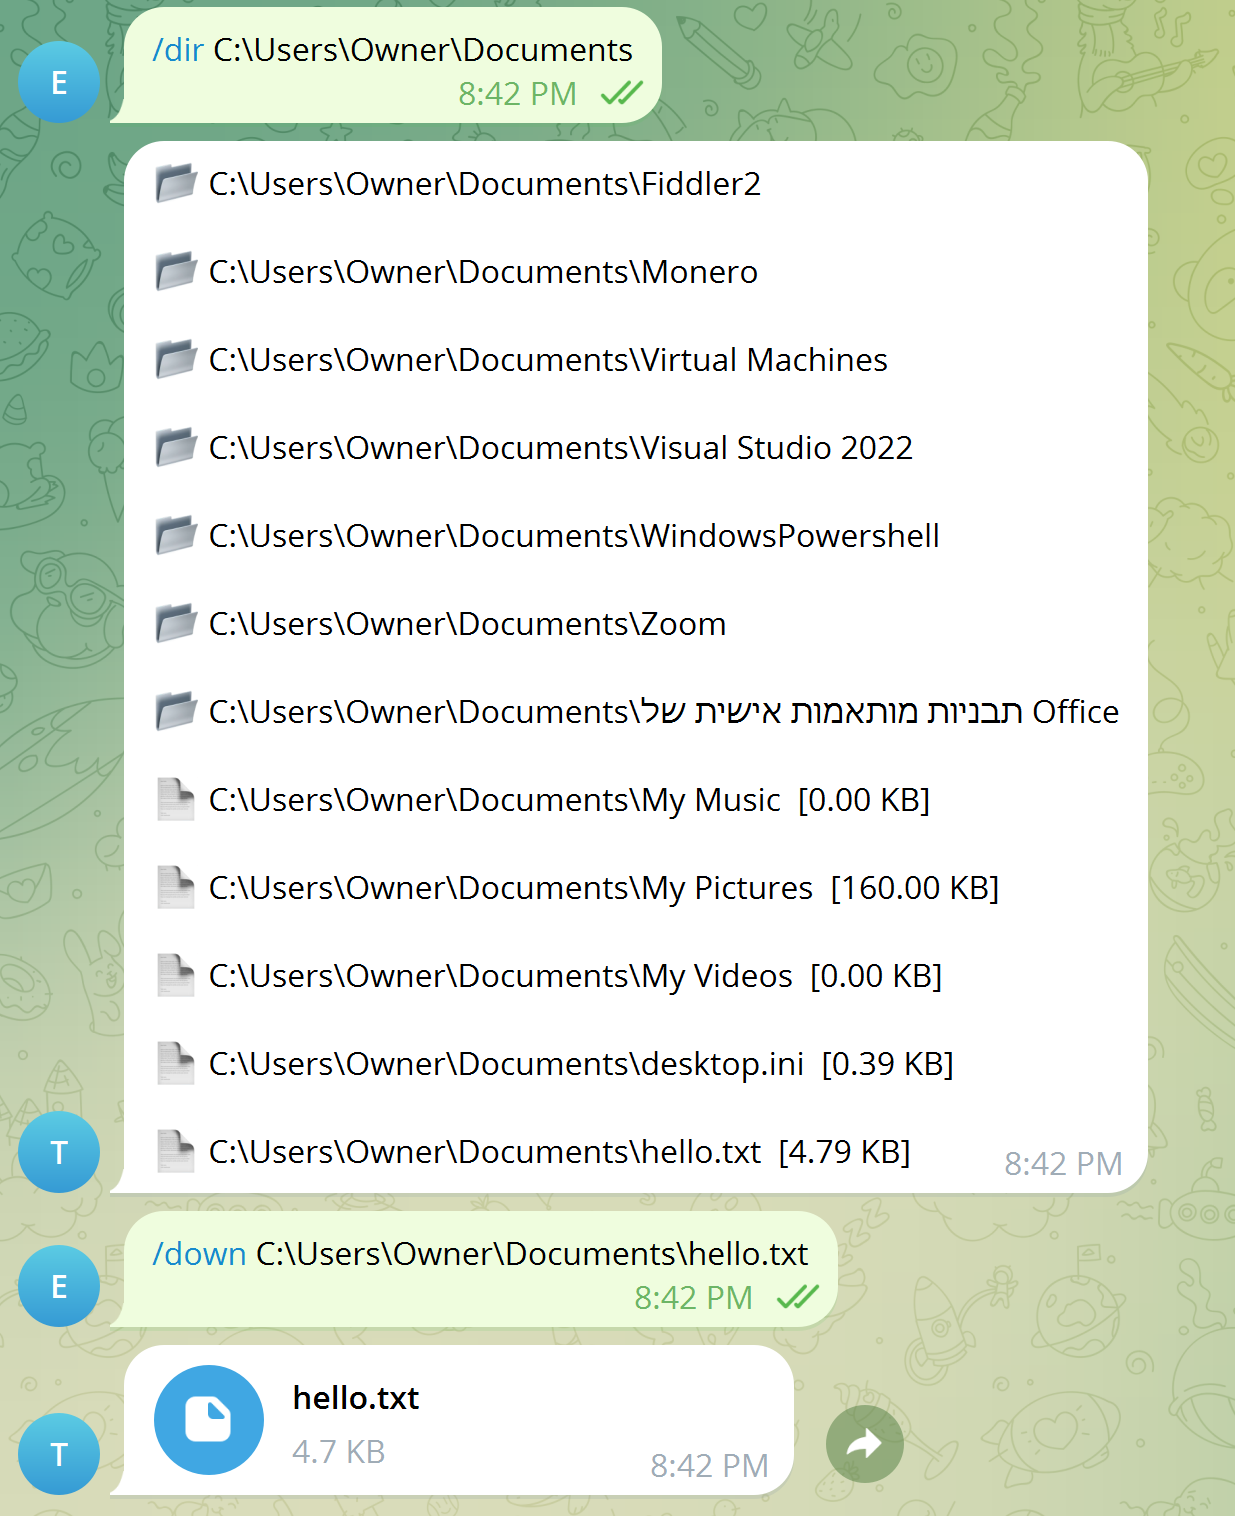 /dir C:\Users\Owner\Documents
8:42 PM
E
C:\Users\Owner\Documents\Fiddler2
C:\Users\Owner\Documents\Monero
C:\Users\Owner\Documents\Virtual Machines
C:\Users\Owner\Documents\Visual Studio 2022
C:\Users\Owner\Documents\WindowsPowershell
C:\Users\Owner\Documents\Zoom
C:\Users\Owner\Documents\תבניות מותאמות אישית של Office
C:\Users\Owner\Documents\My Music [0.00 KB]
C:\Users\Owner\Documents\My Pictures [160.00 KB]
C:\Users\Owner\Documents\My Videos [0.00 KB]
C:\Users\Owner\Documents\desktop.ini [0.39 KB]
C:\Users\Owner\Documents\hello.txt [4.79 KB]
8:42 PM
T
/down C:\Users\Owner\Documents\hello.txt
8:42 PM
E
hello.txt
4.7 KB
8:42 PM
T